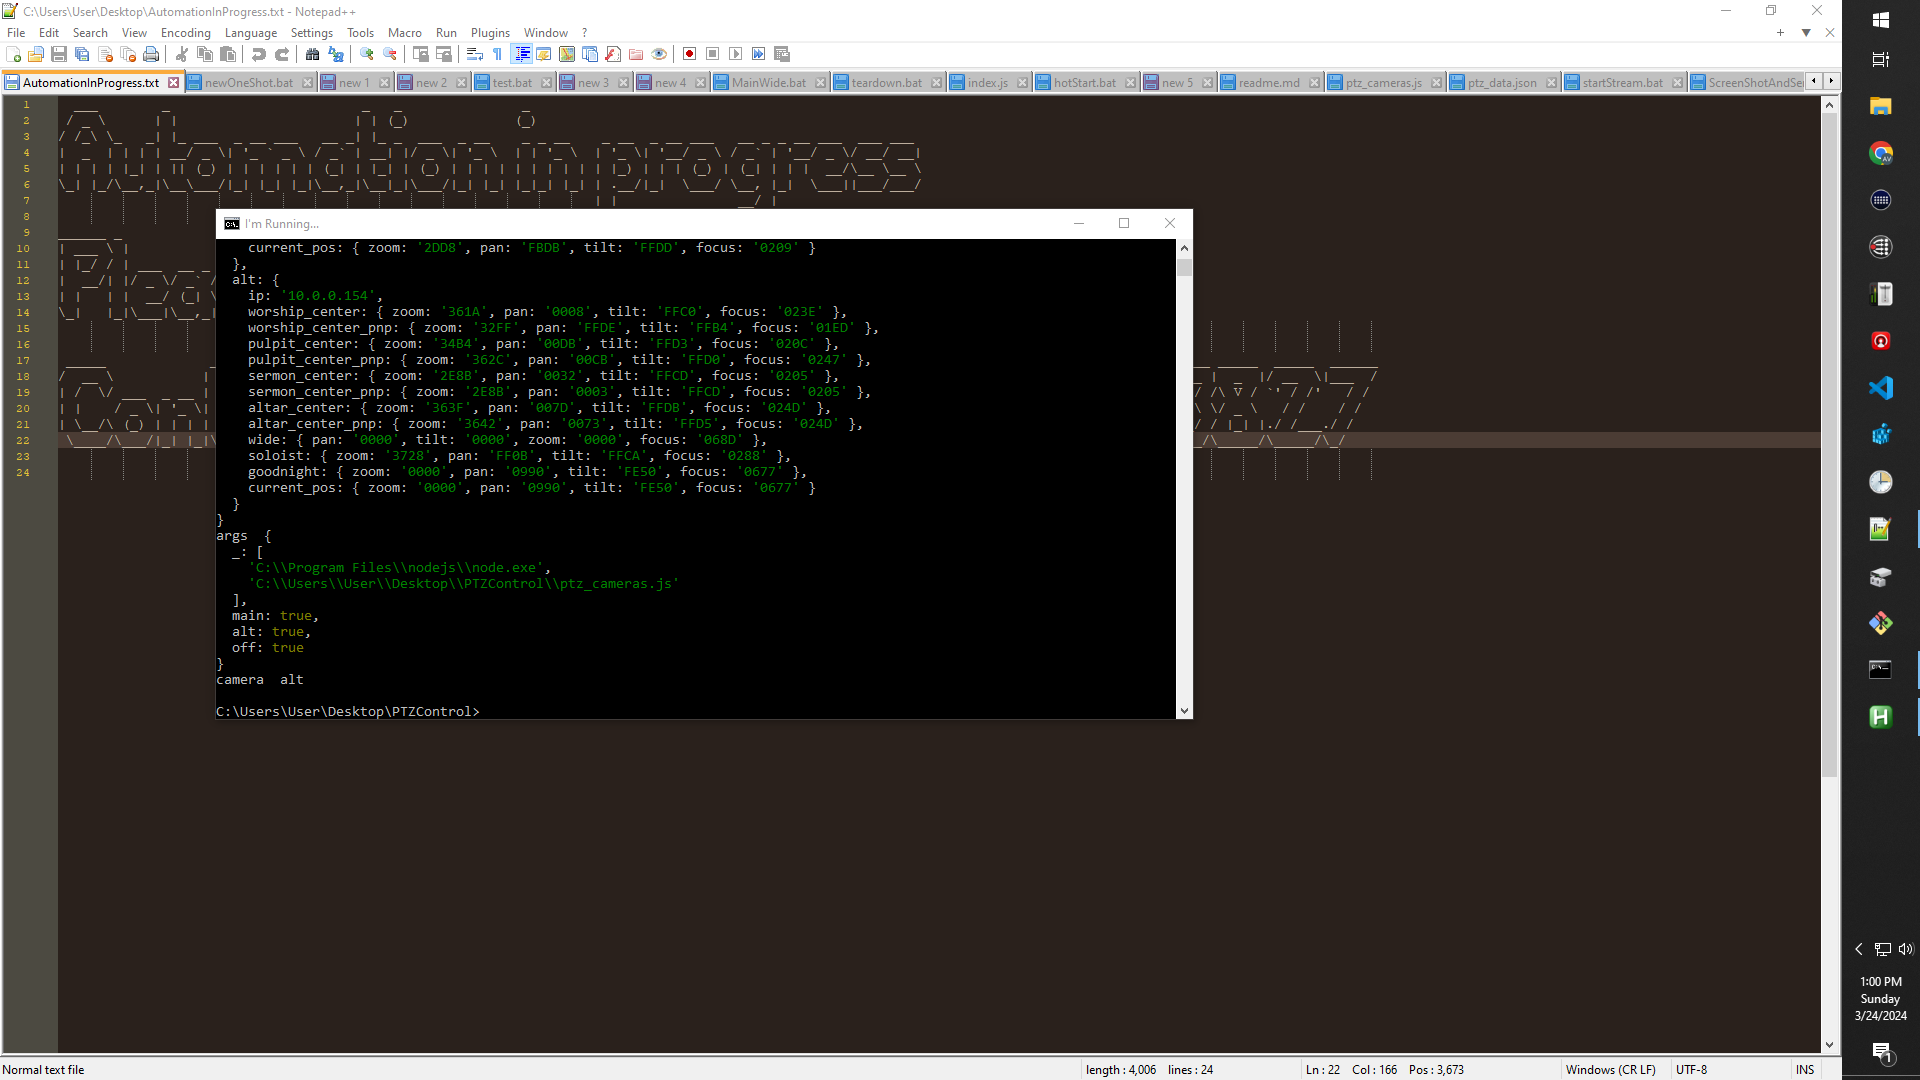 C:\Users\User\Desktop\AutomationInProgress.txt - Notepad++
File Edit Search View Encoding Language Settings Tools Macro Run Plugins Window ?
AutomationInProgress.txt newOneShot.bat new 1 new 2 test.bat new 3 new 4 MainWide.bat teardown.bat index.js hotStart.bat new 5 readme.md ptz_cameras.js ptz_data.json startStream.bat ScreenShotAndSe
1
2
3
4
5
6
7
8
9
10
11
12
13
14
15
16
17
18
19
20
21
22
23
24
Automation in progress
I'm Running...
current_pos: { zoom: '2DD8', pan: 'FBDB', tilt: 'FFDD', focus: '0209' }
},
alt: {
ip: '10.0.0.154',
worship_center: { zoom: '361A', pan: '0008', tilt: 'FFC0', focus: '023E' },
worship_center_pnp: { zoom: '32FF', pan: 'FFDE', tilt: 'FFB4', focus: '01ED' },
pulpit_center: { zoom: '34B4', pan: '00DB', tilt: 'FFD3', focus: '020C' },
pulpit_center_pnp: { zoom: '362C', pan: '00CB', tilt: 'FFD0', focus: '0247' },
sermon_center: { zoom: '2E8B', pan: '0032', tilt: 'FFCD', focus: '0205' },
sermon_center_pnp: { zoom: '2E8B', pan: '0003', tilt: 'FFCD', focus: '0205' },
altar_center: { zoom: '363F', pan: '007D', tilt: 'FFDB', focus: '024D' },
altar_center_pnp: { zoom: '3642', pan: '0073', tilt: 'FFD5', focus: '024D' },
wide: { pan: '0000', tilt: '0000', zoom: '0000', focus: '068D' },
soloist: { zoom: '3728', pan: 'FF0B', tilt: 'FFCA', focus: '0288' },
goodnight: { zoom: '0000', pan: '0990', tilt: 'FE50', focus: '0677' },
current_pos: { zoom: '0000', pan: '0990', tilt: 'FE50', focus: '0677' }
}
}
args {
_: [
'C:\\Program Files\\nodejs\\node.exe',
'C:\\Users\\User\\Desktop\\PTZControl\\ptz_cameras.js'
],
main: true,
alt: true,
off: true
}
camera alt
C:\Users\User\Desktop\PTZControl>
1:00 PM
Sunday
3/24/2024
1
Normal text file length : 4,006 lines : 24 Ln : 22 Col : 166 Pos : 3,673 Windows (CR LF) UTF-8 INS